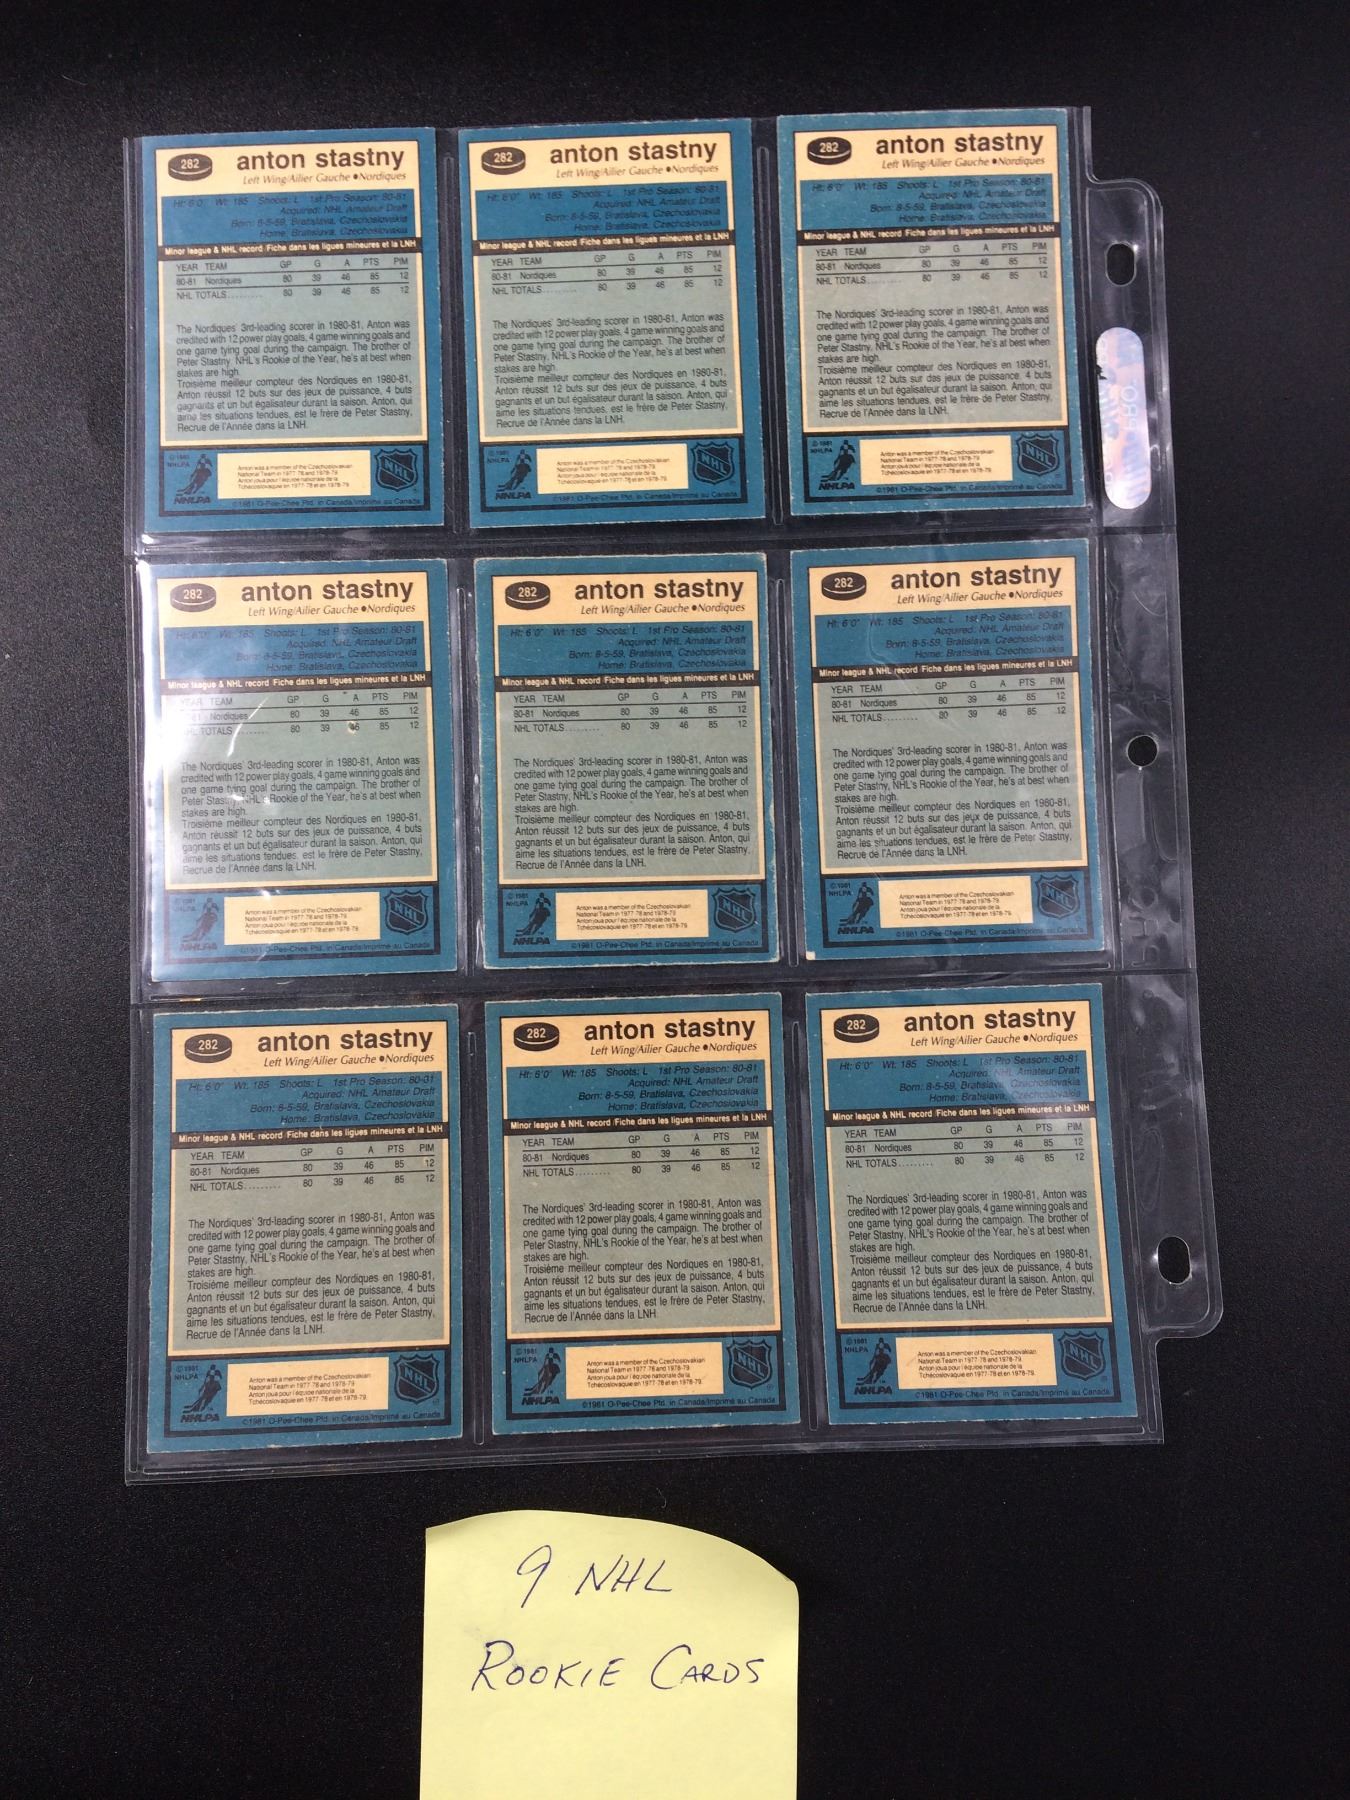 282 anton stastny
Left Wing/Ailier Gauche •Nordiques
Ht: 6'0" Wt: 185 Shoots: L 1st Pro Season: 80-81
Acquired: NHL Amateur Draft
Born: 8-5-59, Bratislava, Czechoslovakia
Home: Bratislava, Czechoslovakia
Minor league & NHL record/Fiche dans les ligues mineures et la LNH
YEAR TEAM GP G A PTS PIM
80-81 Nordiques 80 39 46 85 12
NHL TOTALS......... 80 39 46 85 12
The Nordiques' 3rd-leading scorer in 1980-81, Anton was
credited with 12 power play goals, 4 game winning goals and
one game tying goal during the campaign. The brother of
Peter Stastny, NHL's Rookie of the Year, he's at best when
stakes are high.
Troisième meilleur compteur des Nordiques en 1980-81,
Anton réussit 12 buts sur des jeux de puissance, 4 buts
gagnants et un but égalisateur durant la saison. Anton, qui
aime les situations tendues, est le frère de Peter Stastny,
Recrue de l'Année dans la LNH.
© 1981
NHLPA
NHLPA
Anton was a member of the Czechoslovakian
National Team in 1977-78 and 1978-79.
Anton joua pour l'équipe nationale de la
Tchécoslovaquie en 1977-78 et en 1978-79.
NHL
©1981 O-Pee-Chee Ptd. in Canada/Imprimé au Canada
9 NHL
ROOKIE CARDS